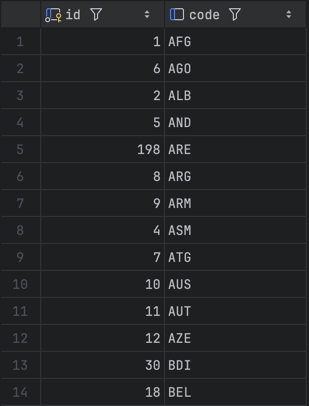 id code
1 1 AFG
2 6 AGO
3 2 ALB
4 5 AND
5 198 ARE
6 8 ARG
7 9 ARM
8 4 ASM
9 7 ATG
10 10 AUS
11 11 AUT
12 12 AZE
13 30 BDI
14 18 BEL